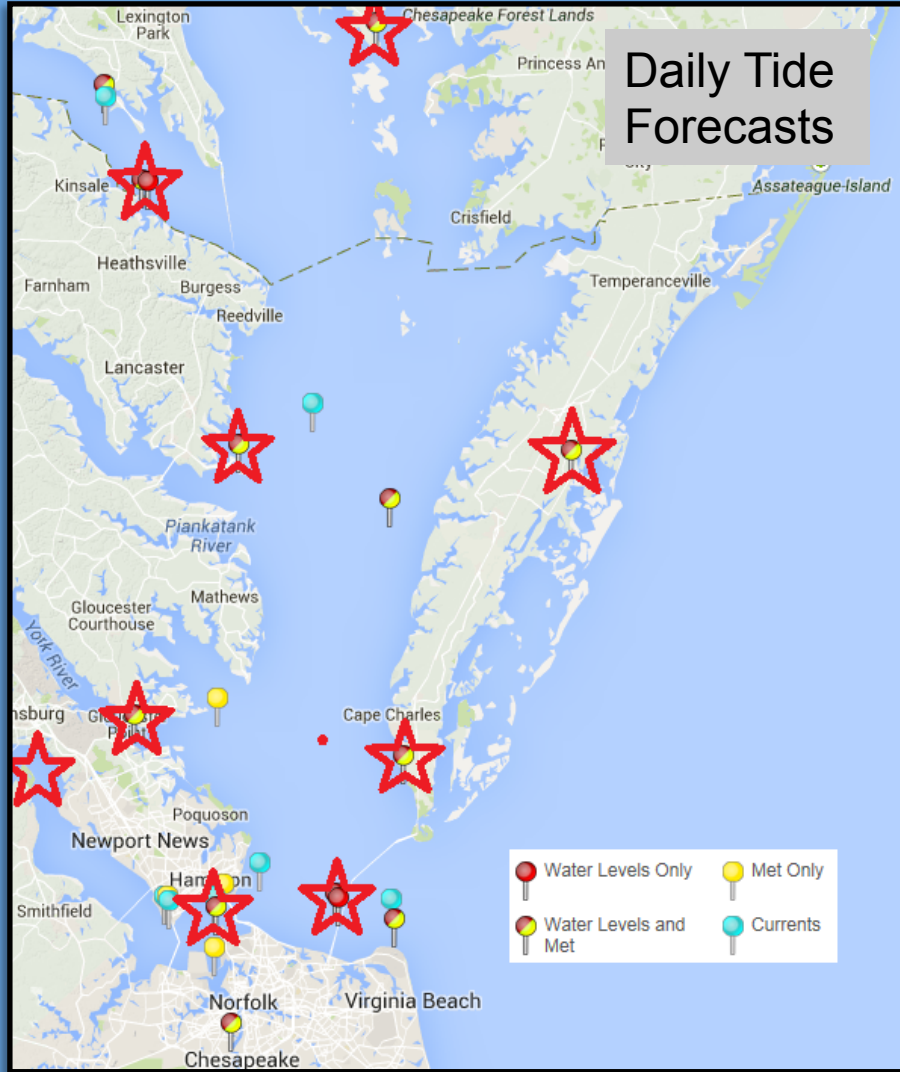 Lexington
Park
Chesapeake Forest Lands
Princess An
Daily Tide
Forecasts
Kinsale
Assateague Island
Crisfield
Heathsville
Farnham
Burgess
Temperanceville
Reedville
Lancaster
Piankatank
River
Mathews
Gloucester
Courthouse
York River
nsburg
Cape Charles
Poquoson
Newport News
Smithfield
Water Levels Only
Met Only
Water Levels and
Met
Currents
Norfolk
Virginia Beach
Chesapeake